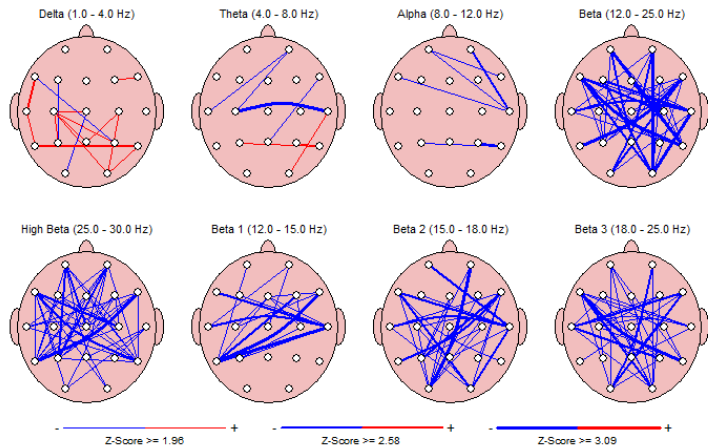 Delta (1.0 - 4.0 Hz) Theta (4.0 - 8.0 Hz) Alpha (8.0 - 12.0 Hz) Beta (12.0 - 25.0 Hz)
High Beta (25.0 - 30.0 Hz) Beta 1 (12.0 - 15.0 Hz) Beta 2 (15.0 - 18.0 Hz) Beta 3 (18.0 - 25.0 Hz)
- + - + - +
Z-Score >= 1.96 Z-Score >= 2.58 Z-Score >= 3.09